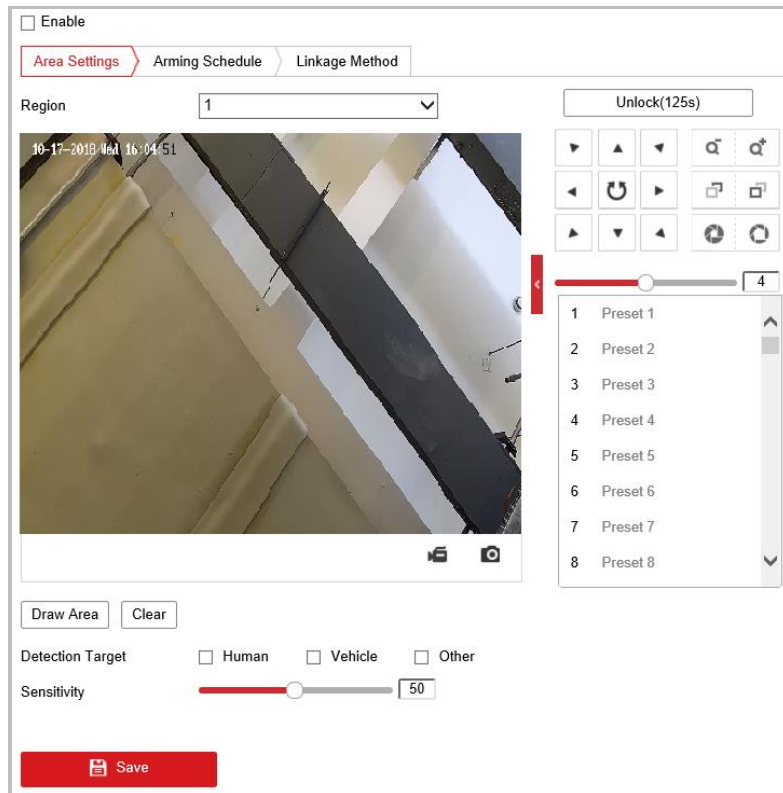 Enable
Area Settings Arming Schedule Linkage Method
Region 1
Unlock(125s)
10-17-2018 Wed 16:04:51
4
1 Preset 1
2 Preset 2
3 Preset 3
4 Preset 4
5 Preset 5
6 Preset 6
7 Preset 7
8 Preset 8
Draw Area Clear
Detection Target Human Vehicle Other
Sensitivity 50
Save